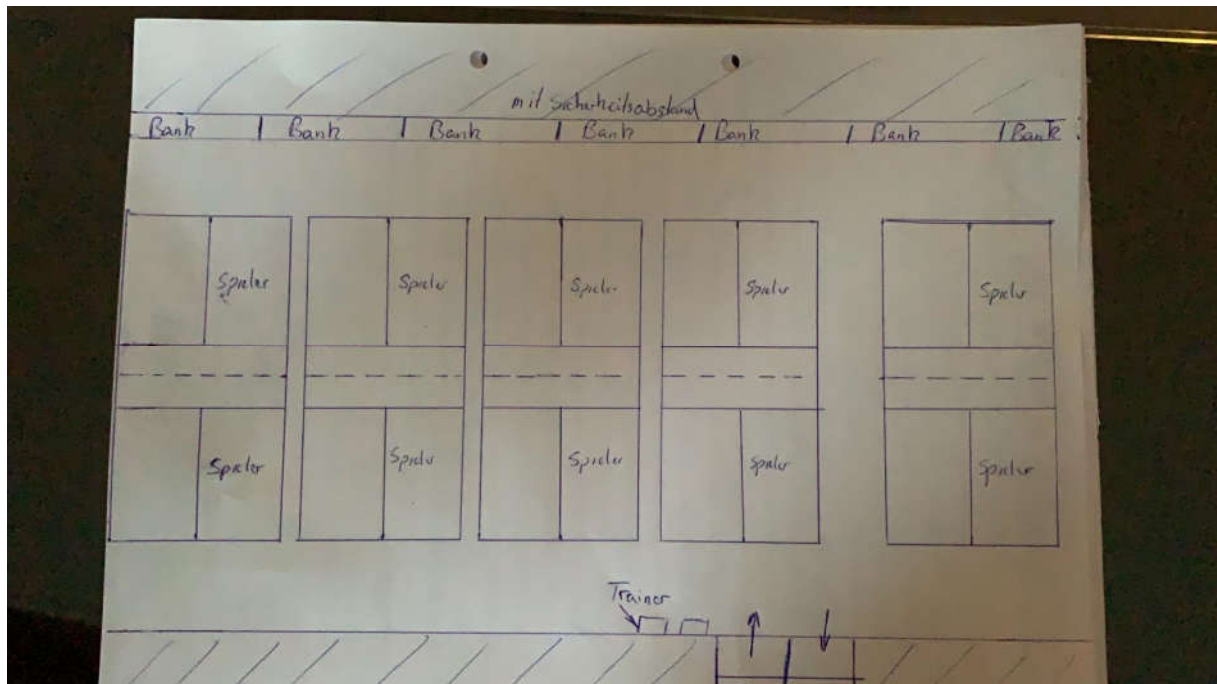 mit Sicherheitsabstand
Bank | Bank | Bank | Bank | Bank | Bank | Bank
Spieler Spieler Spieler Spieler Spieler
Spieler Spieler Spieler Spieler Spieler
Trainer